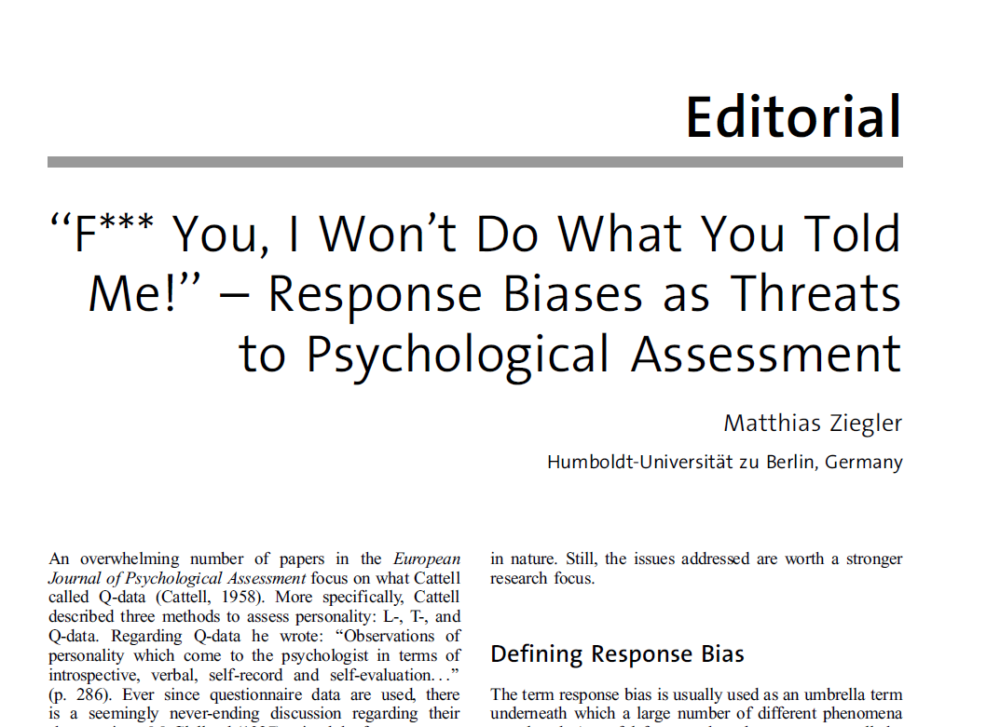 Editorial
“F*** You, I Won’t Do What You Told
Me!” – Response Biases as Threats
to Psychological Assessment
Matthias Ziegler
Humboldt-Universität zu Berlin, Germany
An overwhelming number of papers in the European
Journal of Psychological Assessment focus on what Cattell
called Q-data (Cattell, 1958). More specifically, Cattell
described three methods to assess personality: L-, T-, and
Q-data. Regarding Q-data he wrote: “Observations of
personality which come to the psychologist in terms of
introspective, verbal, self-record and self-evaluation. . .”
(p. 286). Ever since questionnaire data are used, there
is a seemingly never-ending discussion regarding their
in nature. Still, the issues addressed are worth a stronger
research focus.
Defining Response Bias
The term response bias is usually used as an umbrella term
underneath which a large number of different phenomena